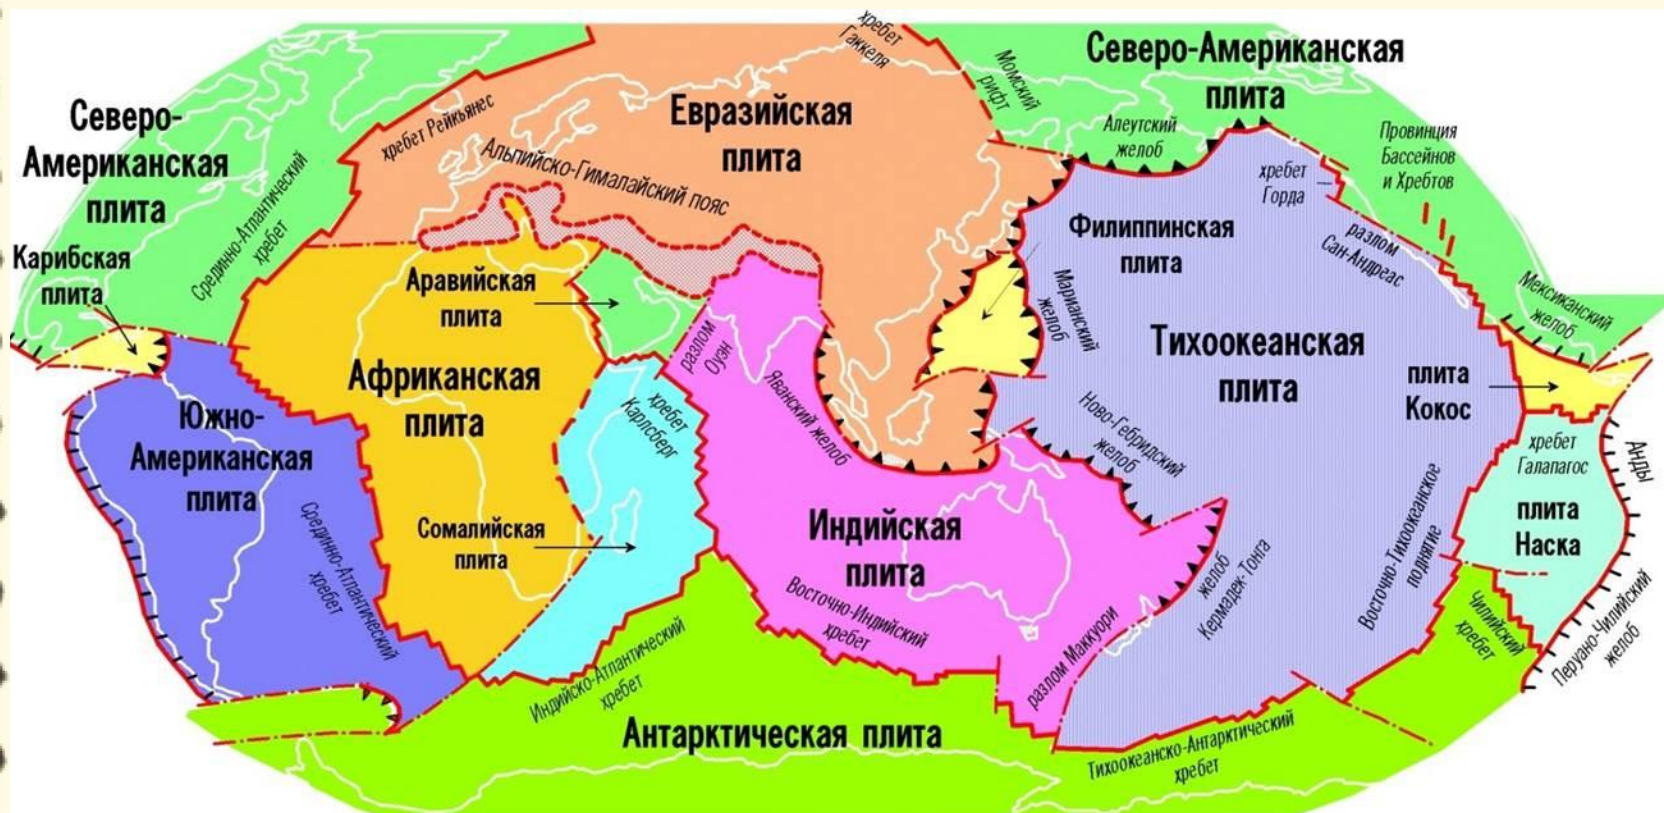 Северо-
Американская
плита
Карибская
плита
Срединно-Атлантический
хребет
хребет Рейкьянес
Альпийско-Гималайский пояс
Евразийская
плита
хребет
Гаккеля
Момский
рифт
Северо-Американская
плита
Алеутский
желоб
Провинция
Бассейнов
и Хребтов
хребет
Горда
разлом
Сан-Андреас
Мексиканский
желоб
Филиппинская
плита
Марианский
желоб
Аравийская
плита
Африканская
плита
разлом
Оуэн
Яванский желоб
хребет
Карлсберг
Тихоокеанская
плита
плита
Кокос
Южно-
Американская
плита
Срединно-Атлантический
хребет
Сомалийская
плита
Индийская
плита
Ново-Гебридский
желоб
хребет
Галапагос
Анды
плита
Наска
Восточно-Тихоокеанское
поднятие
желоб
Кермадек-Тонга
Восточно-Индийский
хребет
разлом Маккуори
Чилийский
хребет
Перуано-Чилийский
желоб
Индийско-Атлантический
хребет
Антарктическая плита
Тихоокеанско-Антарктический
хребет